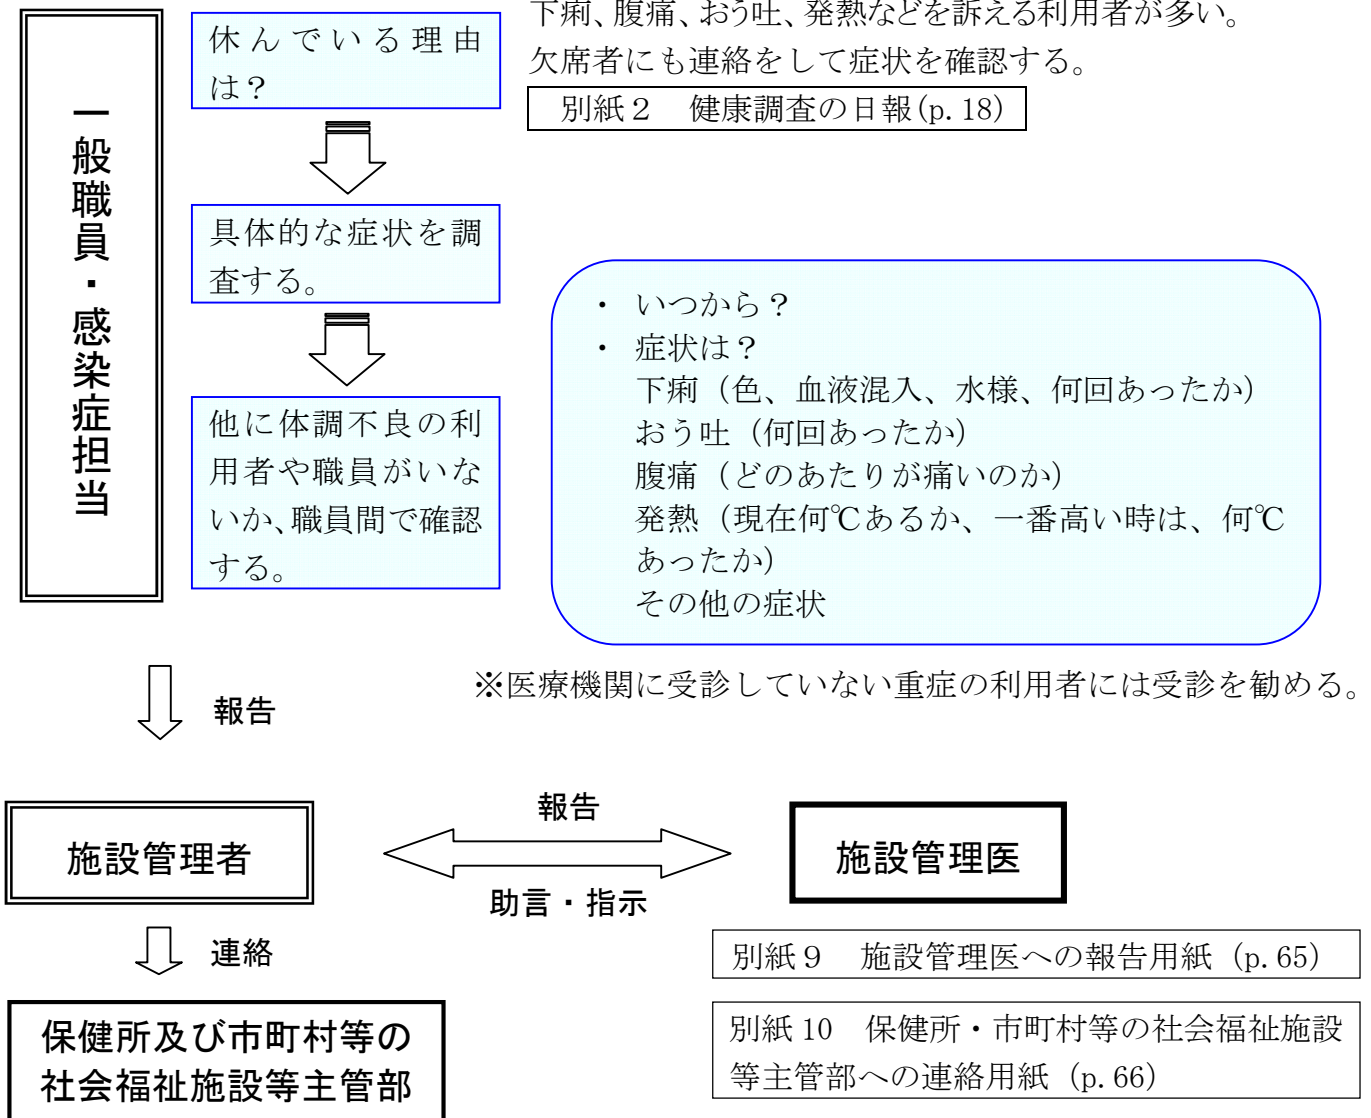 下痢、腹痛、おう吐、発熱などを訴える利用者が多い。
欠席者にも連絡をして症状を確認する。
別紙２　健康調査の日報(p.18)
一般職員・感染症担当
休んでいる理由
は？
具体的な症状を調
査する。
他に体調不良の利
用者や職員がいな
いか、職員間で確認
する。
・ いつから？
・ 症状は？
下痢（色、血液混入、水様、何回あったか）
おう吐（何回あったか）
腹痛（どのあたりが痛いのか）
発熱（現在何℃あるか、一番高い時は、何℃
あったか）
その他の症状
※医療機関に受診していない重症の利用者には受診を勧める。
報告
施設管理者
報告
助言・指示
施設管理医
連絡
別紙９　施設管理医への報告用紙（p.65）
別紙 10　保健所・市町村等の社会福祉施設
等主管部への連絡用紙（p.66）
保健所及び市町村等の
社会福祉施設等主管部